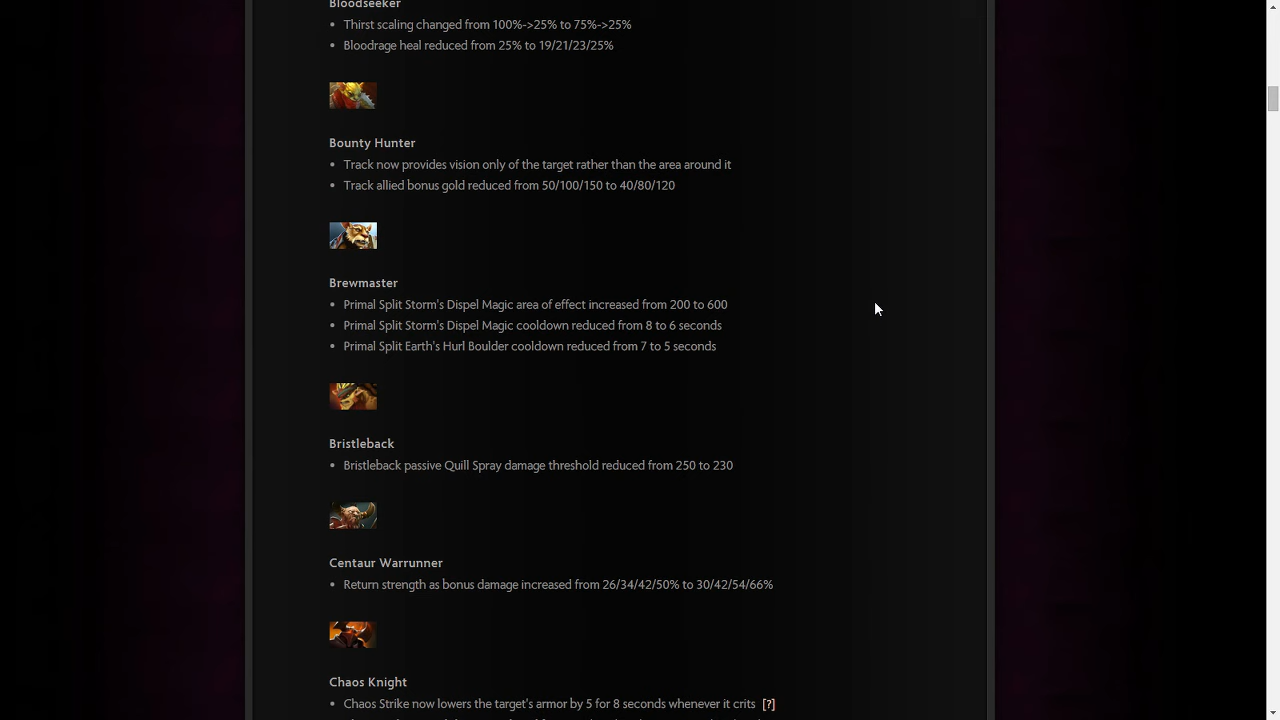 Bloodseeker
• Thirst scaling changed from 100%->25% to 75%->25%
• Bloodrage heal reduced from 25% to 19/21/23/25%
Bounty Hunter
• Track now provides vision only of the target rather than the area around it
• Track allied bonus gold reduced from 50/100/150 to 40/80/120
Brewmaster
• Primal Split Storm's Dispel Magic area of effect increased from 200 to 600
• Primal Split Storm's Dispel Magic cooldown reduced from 8 to 6 seconds
• Primal Split Earth's Hurl Boulder cooldown reduced from 7 to 5 seconds
Bristleback
• Bristleback passive Quill Spray damage threshold reduced from 250 to 230
Centaur Warrunner
• Return strength as bonus damage increased from 26/34/42/50% to 30/42/54/66%
Chaos Knight
• Chaos Strike now lowers the target's armor by 5 for 8 seconds whenever it crits [?]